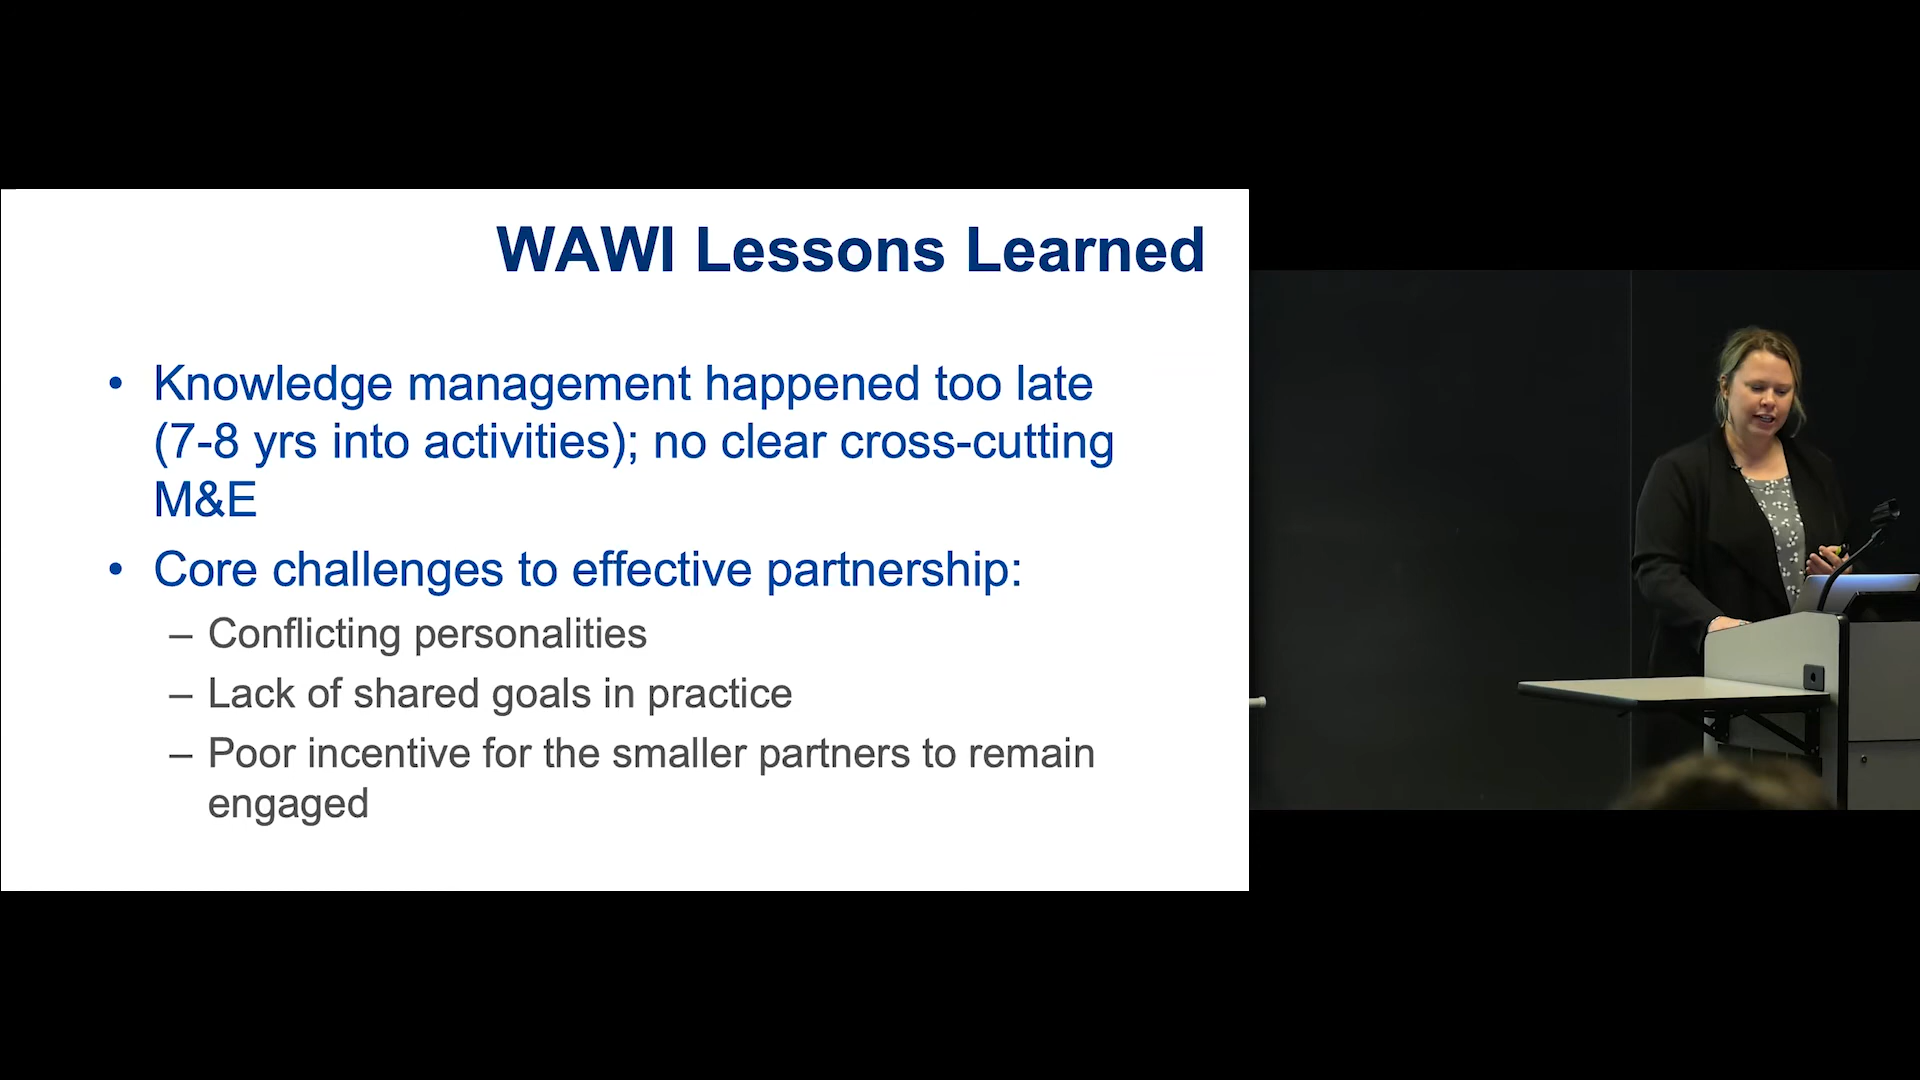 WAWI Lessons Learned
• Knowledge management happened too late
(7-8 yrs into activities); no clear cross-cutting
M&E
• Core challenges to effective partnership:
– Conflicting personalities
– Lack of shared goals in practice
– Poor incentive for the smaller partners to remain
engaged